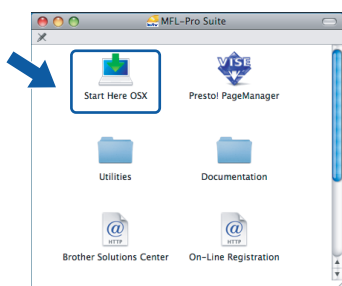 MFL-Pro Suite
VISE
Start Here OSX
Presto! PageManager
Utilities
Documentation
@
HTTP
@
HTTP
Brother Solutions Center
On-Line Registration